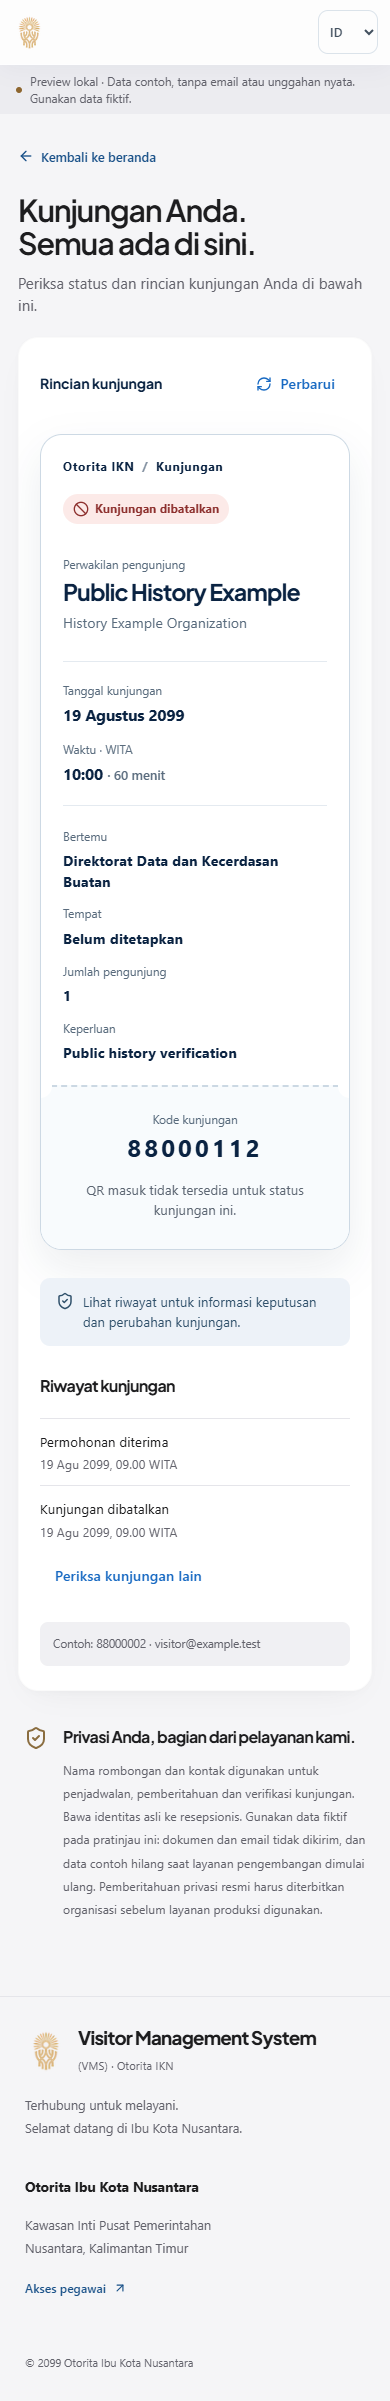 ID
Preview lokal · Data contoh, tanpa email atau unggahan nyata.
Gunakan data fiktif.
Kembali ke beranda
Kunjungan Anda.
Semua ada di sini.
Periksa status dan rincian kunjungan Anda di bawah
ini.
Rincian kunjungan
Perbarui
Otorita IKN / Kunjungan
Kunjungan dibatalkan
Perwakilan pengunjung
Public History Example
History Example Organization
Tanggal kunjungan
19 Agustus 2099
Waktu · WITA
10:00 · 60 menit
Bertemu
Direktorat Data dan Kecerdasan
Buatan
Tempat
Belum ditetapkan
Jumlah pengunjung
1
Keperluan
Public history verification
Kode kunjungan
88000112
QR masuk tidak tersedia untuk status
kunjungan ini.
Lihat riwayat untuk informasi keputusan
dan perubahan kunjungan.
Riwayat kunjungan
Permohonan diterima
19 Agu 2099, 09.00 WITA
Kunjungan dibatalkan
19 Agu 2099, 09.00 WITA
Periksa kunjungan lain
Contoh: 88000002 · visitor@example.test
Privasi Anda, bagian dari pelayanan kami.
Nama rombongan dan kontak digunakan untuk
penjadwalan, pemberitahuan dan verifikasi kunjungan.
Bawa identitas asli ke resepsionis. Gunakan data fiktif
pada pratinjau ini: dokumen dan email tidak dikirim, dan
data contoh hilang saat layanan pengembangan dimulai
ulang. Pemberitahuan privasi resmi harus diterbitkan
organisasi sebelum layanan produksi digunakan.
Visitor Management System
(VMS) · Otorita IKN
Terhubung untuk melayani.
Selamat datang di Ibu Kota Nusantara.
Otorita Ibu Kota Nusantara
Kawasan Inti Pusat Pemerintahan
Nusantara, Kalimantan Timur
Akses pegawai
© 2099 Otorita Ibu Kota Nusantara